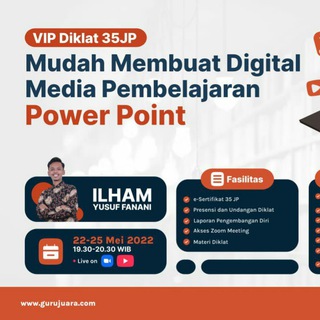 VIP Diklat 35JP
Mudah Membuat Digital
Media Pembelajaran
Power Point
ILHAM
YUSUF FANANI
22-25 Mei 2022
19.30-20.30 WIB
• Live on
Fasilitas
e-Sertifikat 35 JP
Presensi dan Undangan Diklat
Laporan Pengembangan Diri
Akses Zoom Meeting
Materi Diklat
www.gurujuara.com